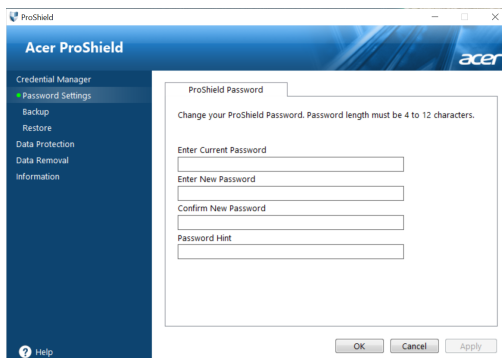 ProShield
Acer ProShield
acer
Credential Manager
Password Settings
Backup
Restore
Data Protection
Data Removal
Information
Help
ProShield Password
Change your ProShield Password. Password length must be 4 to 12 characters.
Enter Current Password
Enter New Password
Confirm New Password
Password Hint
OK
Cancel
Apply